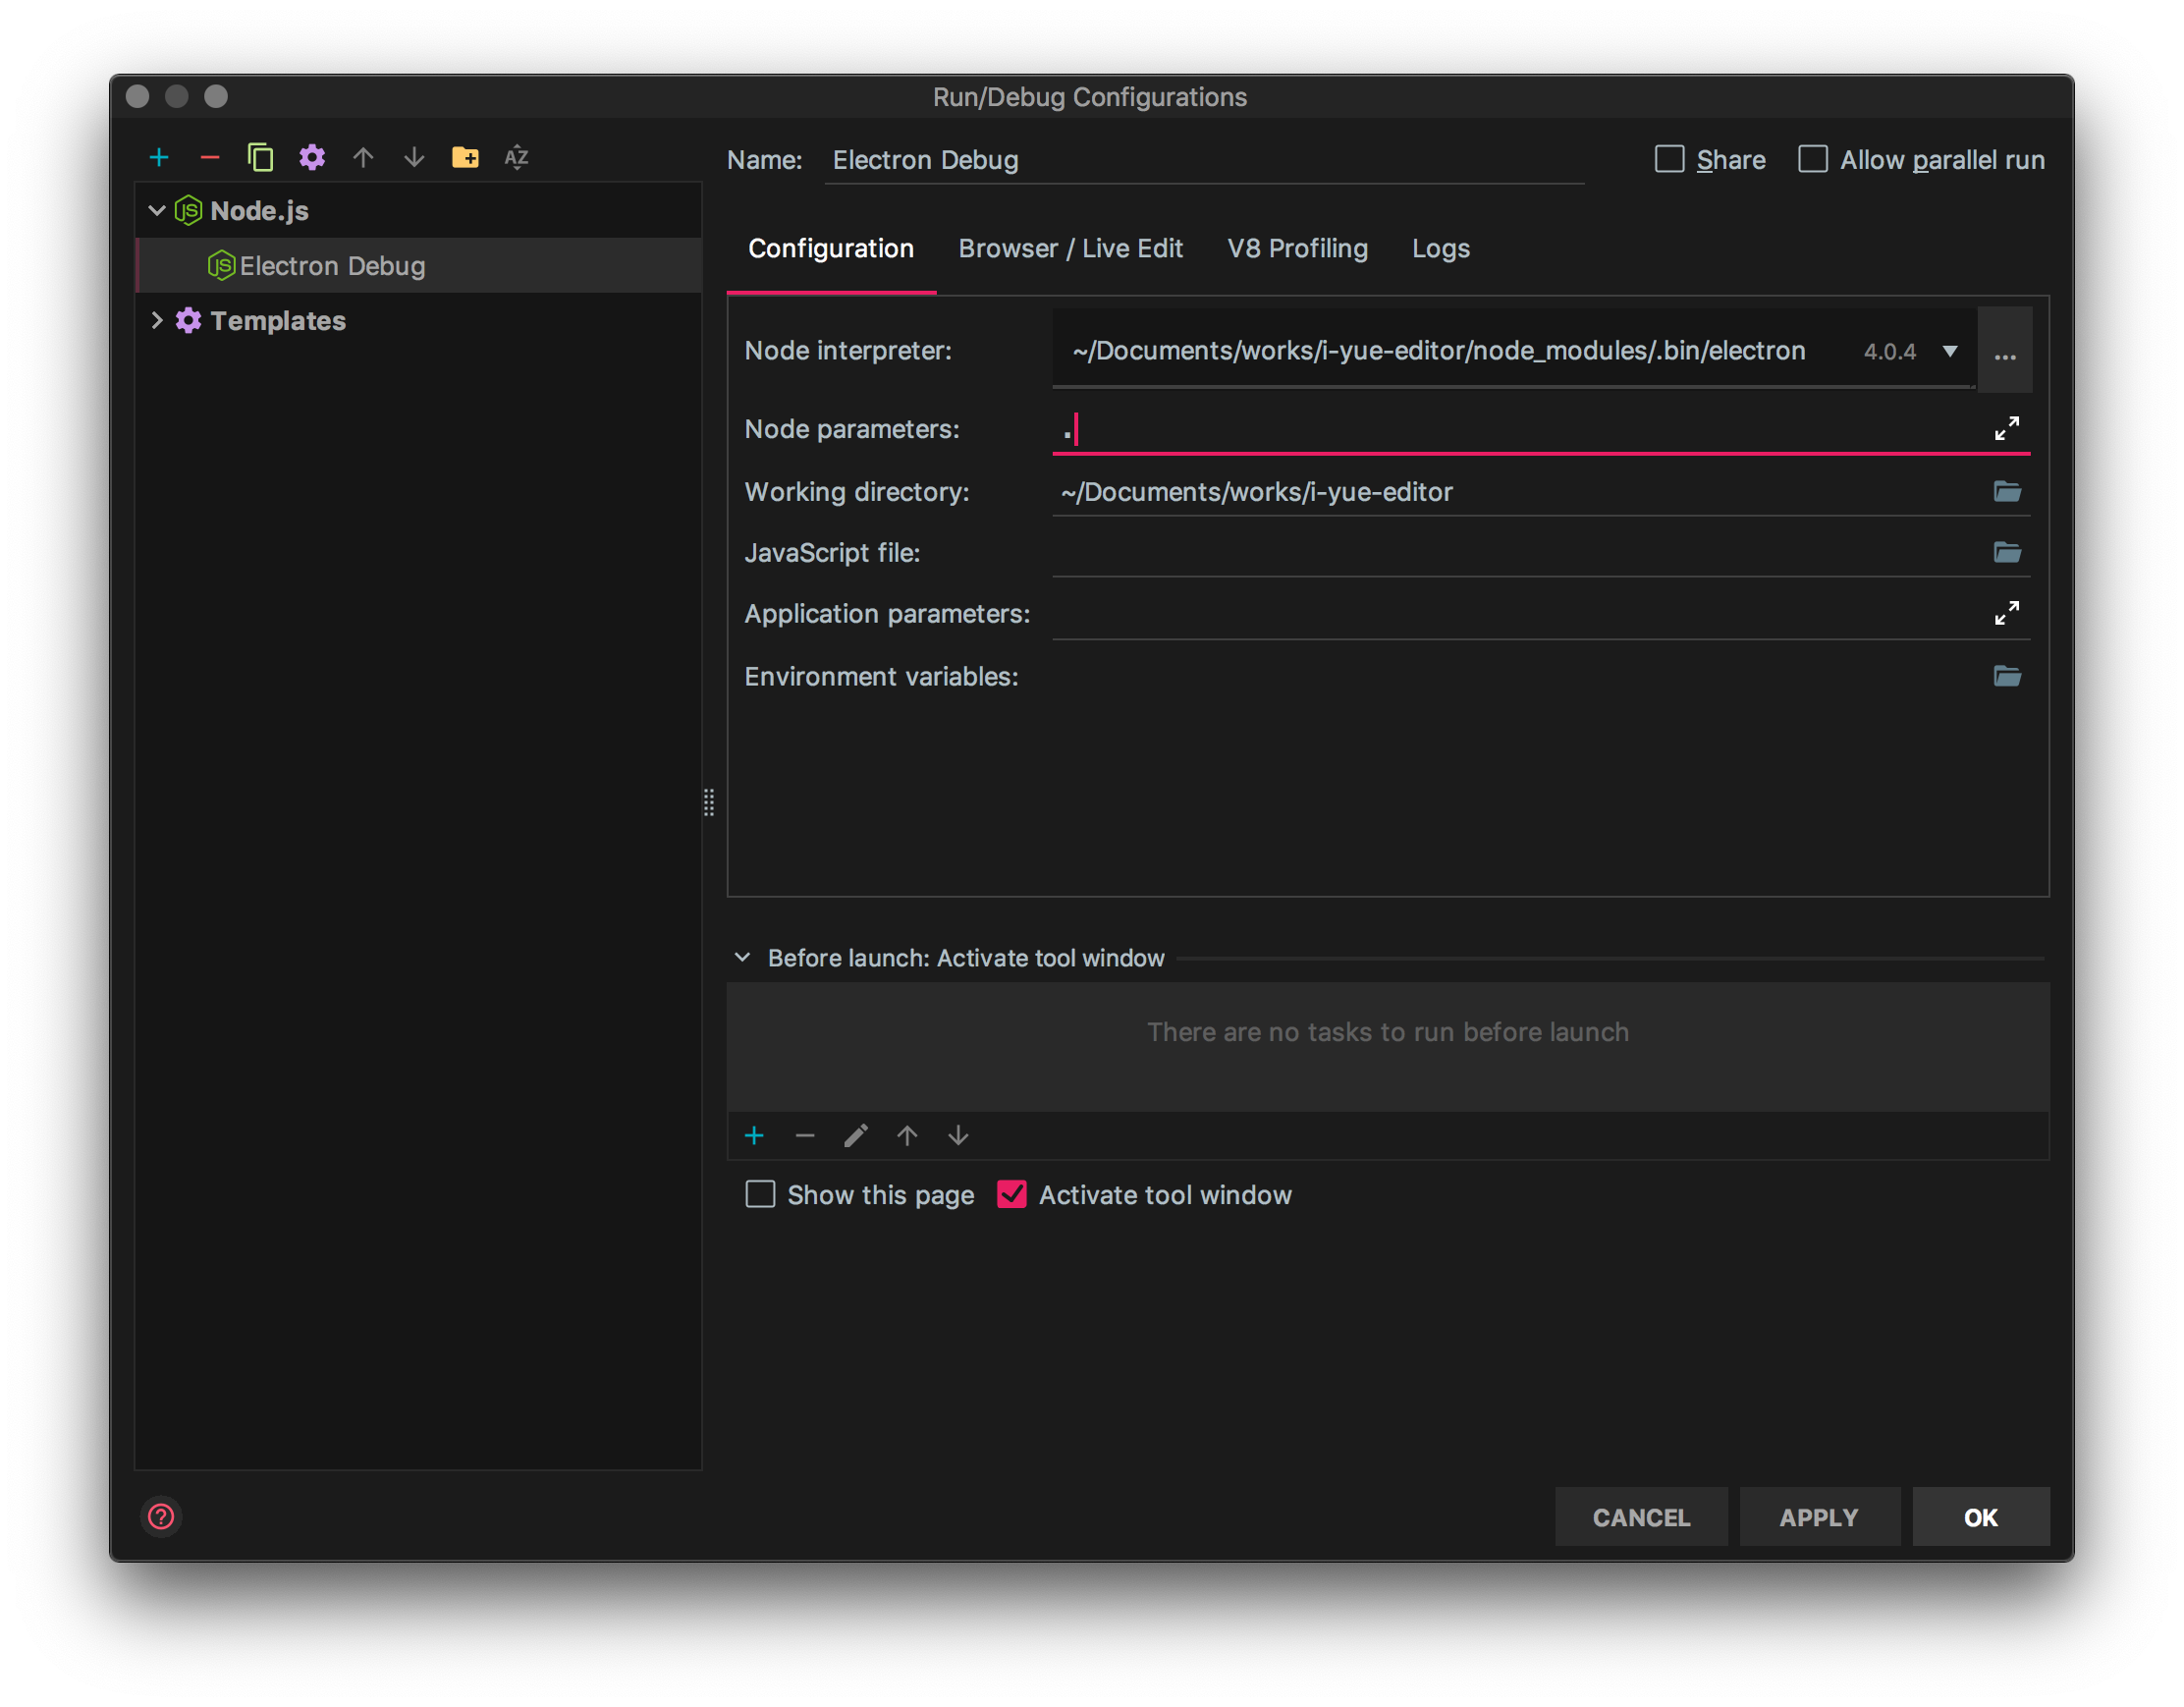 Run/Debug Configurations
Name: Electron Debug
Share
Allow parallel run
Node.js
Electron Debug
Templates
Configuration
Browser / Live Edit
V8 Profiling
Logs
Node interpreter: ~/Documents/works/i-yue-editor/node_modules/.bin/electron 4.0.4 ...
Node parameters: .
Working directory: ~/Documents/works/i-yue-editor
JavaScript file:
Application parameters:
Environment variables:
Before launch: Activate tool window
There are no tasks to run before launch
Show this page
Activate tool window
CANCEL
APPLY
OK